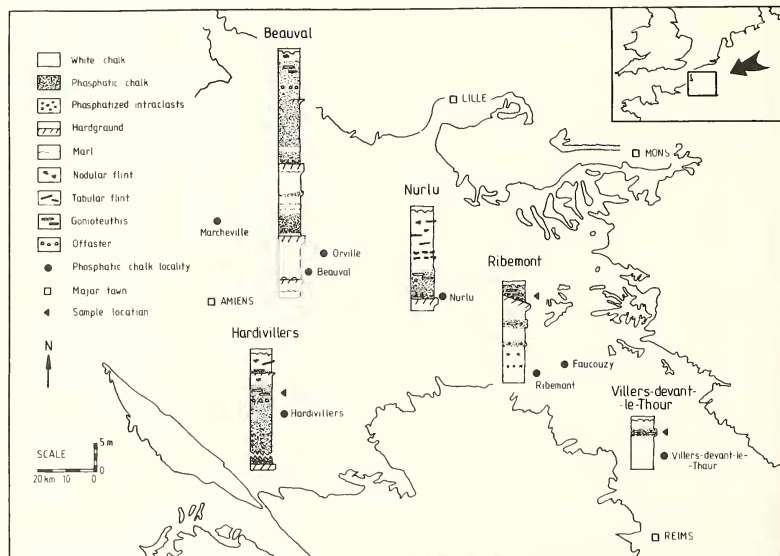 White chalk
Phosphatic chalk
Phosphatized intraclasts
Hardground
Marl
Nodular flint
Tabular flint
Gonioteuthis
Offaster
Phosphatic chalk locality
Major town
Sample location
N
SCALE
5 m
0
20 km 10 0
Beauval
LILLE
MONS
Marcheville
Orville
Beauval
AMIENS
Nurlu
Nurlu
Ribemont
Faucouzy
Ribemont
Hardivillers
Hardivillers
Villers-devant-
-le-Thour
Villers-devant-le-
-Thaur
REIMS